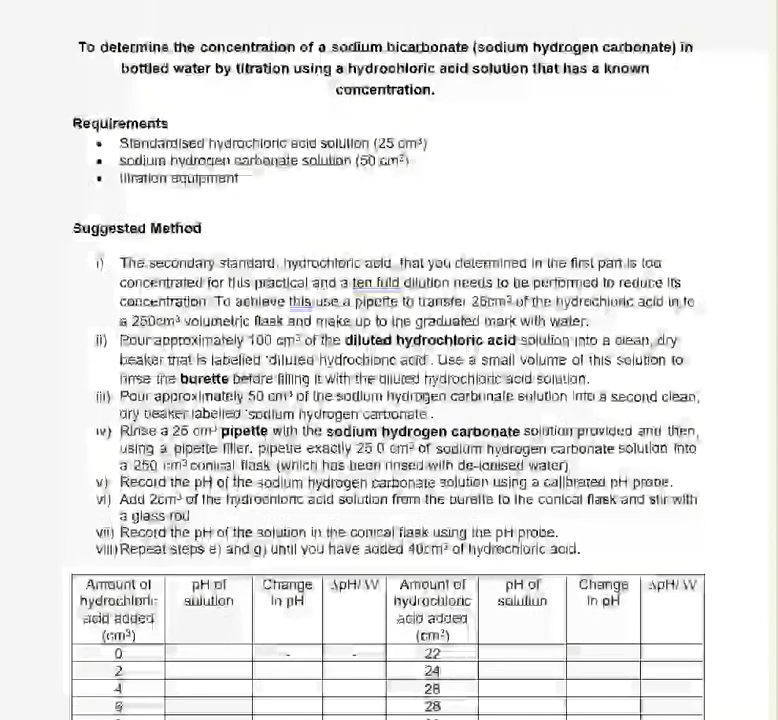 To determine the concentration of a sodium bicarbonate (sodium hydrogen carbonate) in
bottled water by titration using a hydrochloric acid solution that has a known
concentration.
Requirements
• Standardised hydrochloric acid solution (25 cm³)
• sodium hydrogen carbonate solution (50 cm³)
• titration equipment
Suggested Method
i) The secondary standard, hydrochloric acid, that you determined in the first part is too
concentrated for this practical and a ten fold dilution needs to be performed to reduce its
concentration. To achieve this use a pipette to transfer 25cm³ of the hydrochloric acid in to
a 250cm³ volumetric flask and make up to the graduated mark with water.
ii) Pour approximately 100 cm³ of the diluted hydrochloric acid solution into a clean, dry
beaker that is labelled 'diluted hydrochloric acid'. Use a small volume of this solution to
rinse the burette before filling it with the diluted hydrochloric acid solution.
iii) Pour approximately 50 cm³ of the sodium hydrogen carbonate solution into a second clean,
dry beaker labelled 'sodium hydrogen carbonate'.
iv) Rinse a 25 cm³ pipette with the sodium hydrogen carbonate solution provided and then,
using a pipette filler, pipette exactly 25.0 cm³ of sodium hydrogen carbonate solution into
a 250 cm³ conical flask (which has been rinsed with de-ionised water)
v) Record the pH of the sodium hydrogen carbonate solution using a calibrated pH probe.
vi) Add 2cm³ of the hydrochloric acid solution from the burette to the conical flask and stir with
a glass rod
vii) Record the pH of the solution in the conical flask using the pH probe.
viii) Repeat steps e) and g) until you have added 40cm³ of hydrochloric acid.
Amount of pH of Change ΔpH/ΔV Amount of pH of Change ΔpH/ΔV
hydrochloric solution in pH hydrochloric solution in pH
acid added acid added
(cm³) (cm³)
0 - - 22
2 24
4 26
6 28